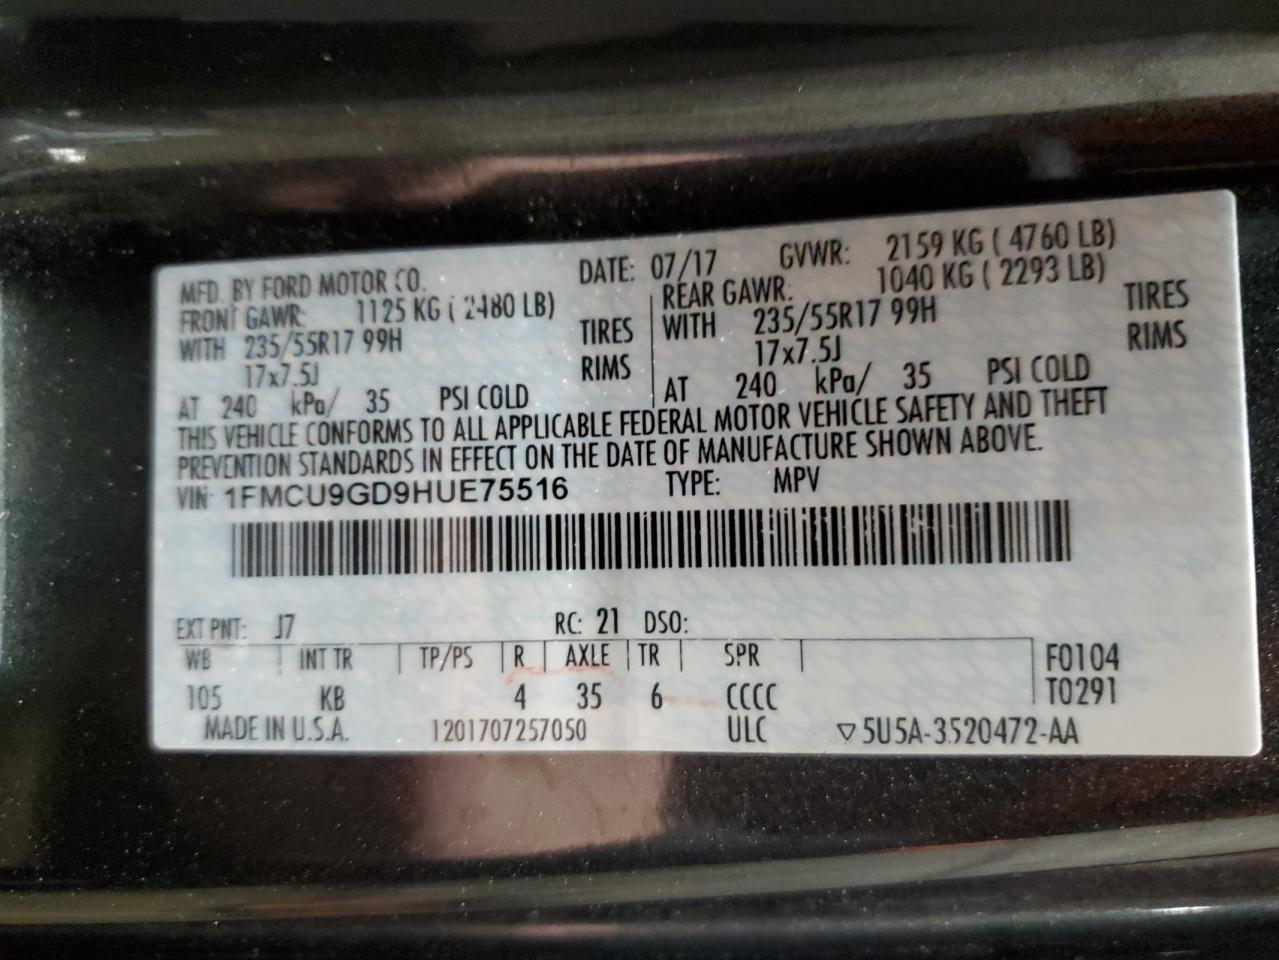 MFD. BY FORD MOTOR CO. DATE: 07/17 GVWR: 2159 KG ( 4760 LB)
FRONT GAWR: 1125 KG ( 2480 LB) REAR GAWR: 1040 KG ( 2293 LB)
WITH 235/55R17 99H TIRES WITH 235/55R17 99H TIRES
17x7.5J RIMS 17x7.5J RIMS
AT 240 kPa/ 35 PSI COLD AT 240 kPa/ 35 PSI COLD
THIS VEHICLE CONFORMS TO ALL APPLICABLE FEDERAL MOTOR VEHICLE SAFETY AND THEFT
PREVENTION STANDARDS IN EFFECT ON THE DATE OF MANUFACTURE SHOWN ABOVE.
VIN: 1FMCU9GD9HUE75516 TYPE: MPV
EXT PNT: J7 RC: 21 DSO:
WB INT TR TP/PS R AXLE TR SPR F0104
105 KB 4 35 6 CCCC T0291
MADE IN U.S.A. 1201707257050 ULC ▽5U5A-3520472-AA